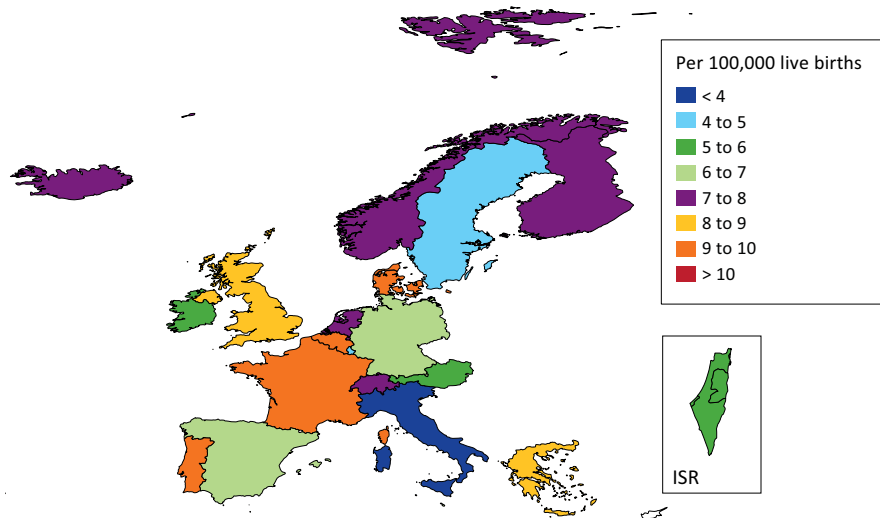 Per 100,000 live births
< 4
4 to 5
5 to 6
6 to 7
7 to 8
8 to 9
9 to 10
> 10
ISR